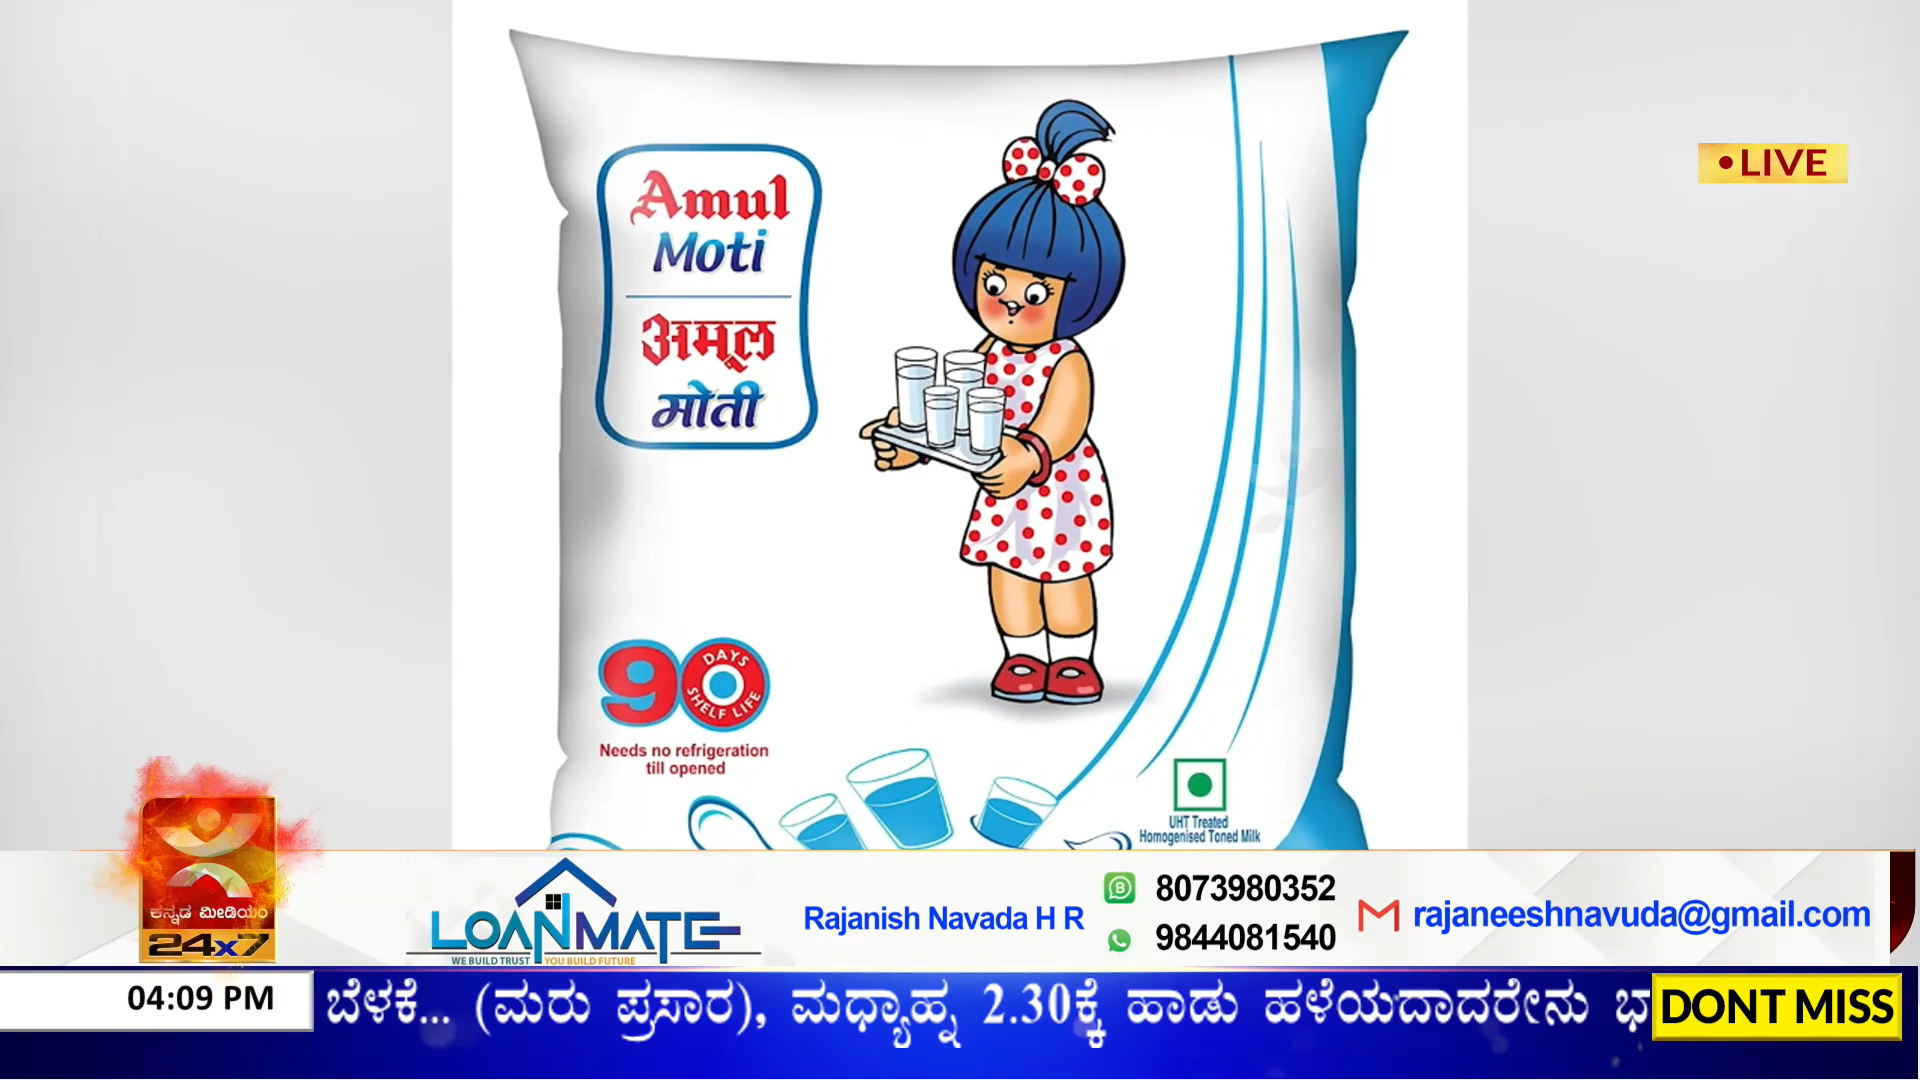 Amul
Moti
अमूल
मोती
• LIVE
90 DAYS SHELF LIFE
Needs no refrigeration
till opened
UHT Treated
Homogenised Toned Milk
ಕನ್ನಡ ಮೀಡಿಯಂ
24x7
LOANMATE
WE BUILD TRUST YOU BUILD FUTURE
Rajanish Navada H R
8073980352
9844081540
rajaneeshnavuda@gmail.com
04:09 PM
ಬೆಳಕೆ... (ಮರು ಪ್ರಸಾರ), ಮಧ್ಯಾಹ್ನ 2.30ಕ್ಕೆ ಹಾಡು ಹಳೆಯದಾದರೇನು
DONT MISS